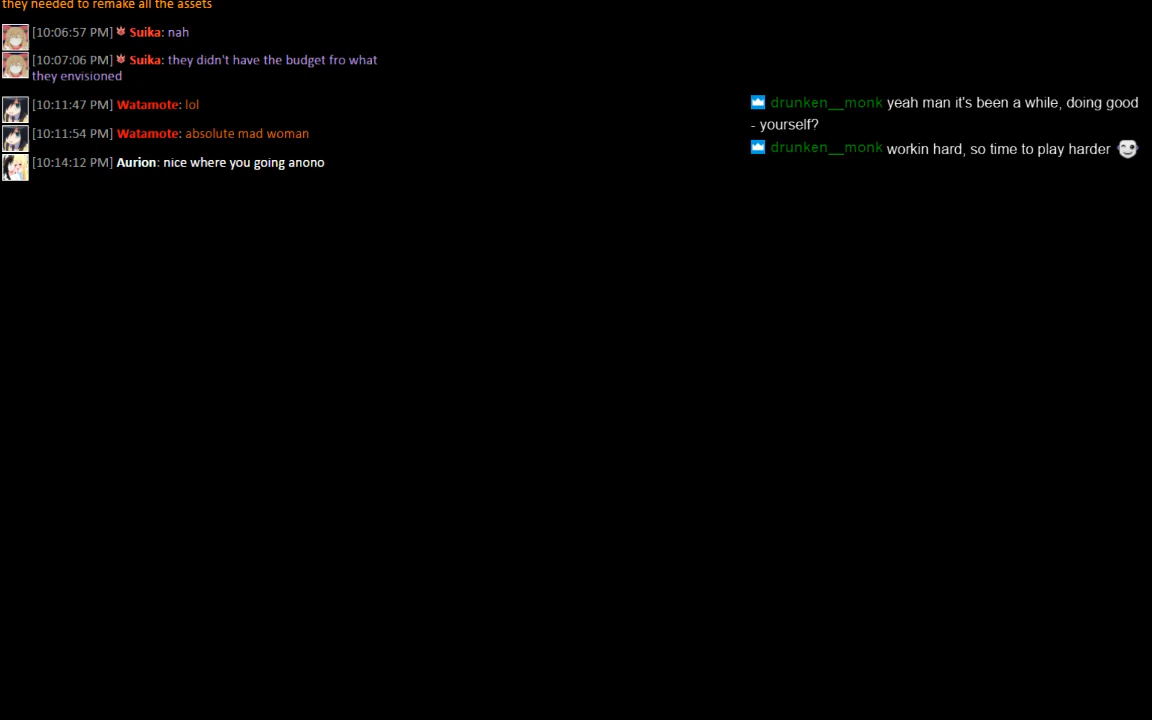 they needed to remake all the assets
[10:06:57 PM] Suika: nah
[10:07:06 PM] Suika: they didn't have the budget fro what
they envisioned
[10:11:47 PM] Watamote: lol
[10:11:54 PM] Watamote: absolute mad woman
[10:14:12 PM] Aurion: nice where you going anono
drunken__monk yeah man it's been a while, doing good
- yourself?
drunken__monk workin hard, so time to play harder